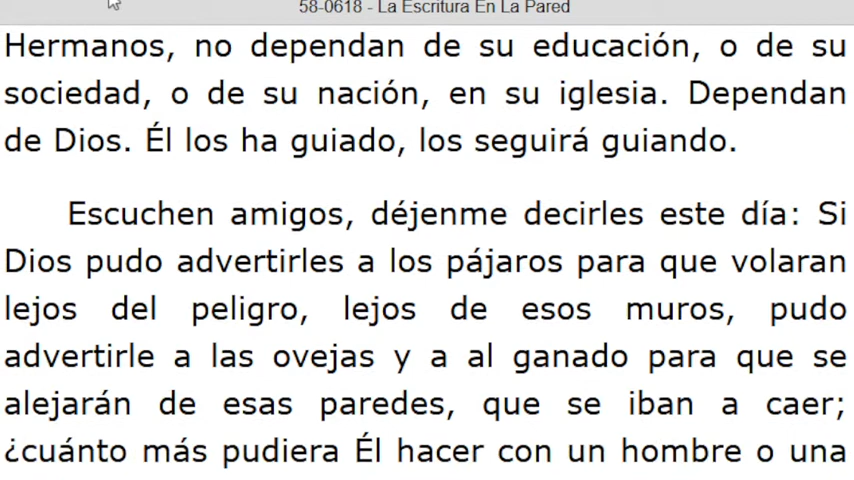 58-0618 - La Escritura En La Pared
Hermanos, no dependan de su educación, o de su
sociedad, o de su nación, en su iglesia. Dependan
de Dios. Él los ha guiado, los seguirá guiando.
Escuchen amigos, déjenme decirles este día: Si
Dios pudo advertirles a los pájaros para que volaran
lejos del peligro, lejos de esos muros, pudo
advertirle a las ovejas y a al ganado para que se
alejarán de esas paredes, que se iban a caer;
¿cuánto más pudiera Él hacer con un hombre o una